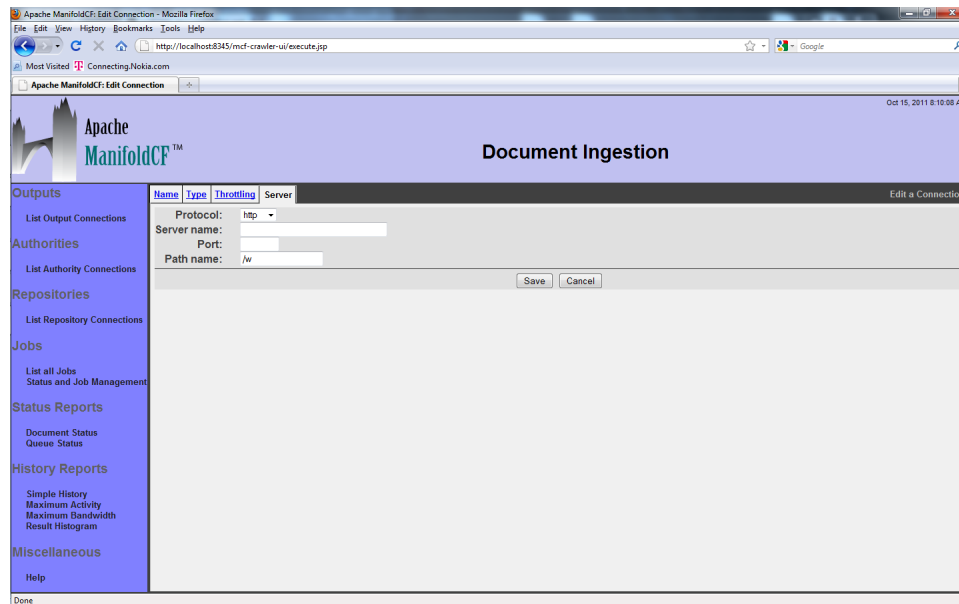 Apache ManifoldCF: Edit Connection - Mozilla Firefox
File Edit View History Bookmarks Tools Help
http://localhost:8345/mcf-crawler-ui/execute.jsp
Google
Most Visited Connecting.Nokia.com
Apache ManifoldCF: Edit Connection
Oct 15, 2011 8:10:08 A
Apache
ManifoldCF™
Document Ingestion
Outputs
List Output Connections
Authorities
List Authority Connections
Repositories
List Repository Connections
Jobs
List all Jobs
Status and Job Management
Status Reports
Document Status
Queue Status
History Reports
Simple History
Maximum Activity
Maximum Bandwidth
Result Histogram
Miscellaneous
Help
Name Type Throttling Server
Edit a Connectio
Protocol: http
Server name:
Port:
Path name: /w
Save Cancel
Done